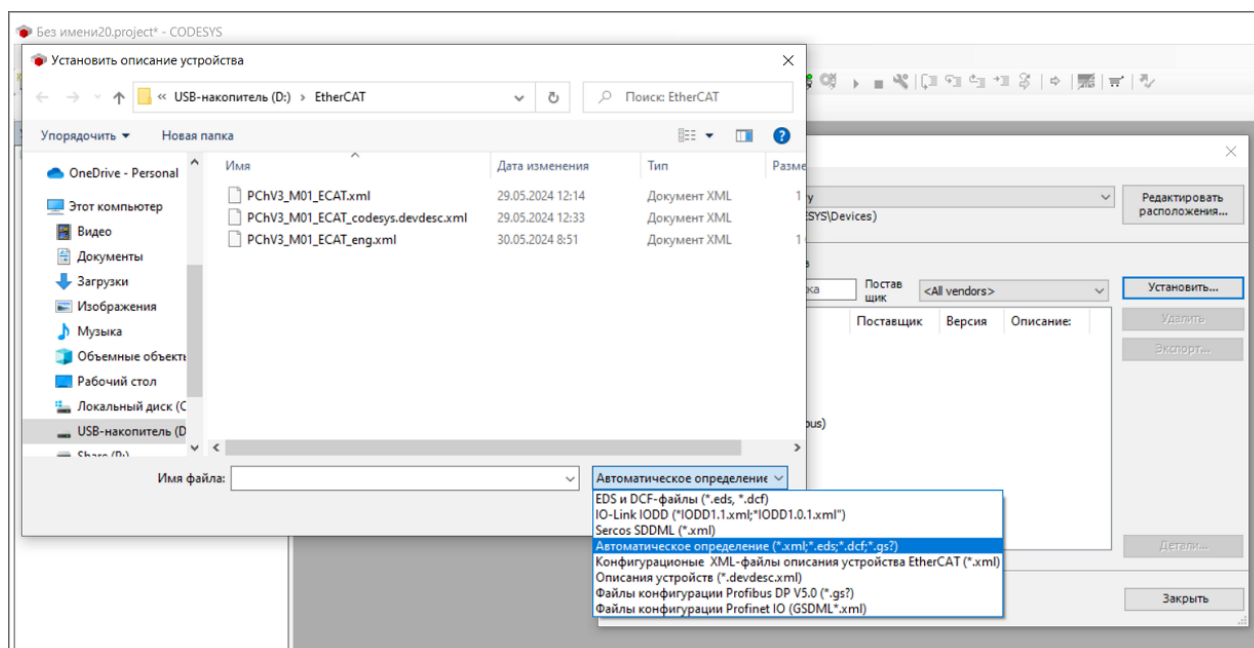 Без имени20.project* - CODESYS
Установить описание устройства
« USB-накопитель (D:) › EtherCAT
Поиск: EtherCAT
Упорядочить
Новая папка
OneDrive - Personal
Этот компьютер
Видео
Документы
Загрузки
Изображения
Музыка
Объемные объекты
Рабочий стол
Локальный диск (С
USB-накопитель (D
Имя Дата изменения Тип Разме
PChV3_M01_ECAT.xml 29.05.2024 12:14 Документ XML 1
PChV3_M01_ECAT_codesys.devdesc.xml 29.05.2024 12:33 Документ XML
PChV3_M01_ECAT_eng.xml 30.05.2024 8:51 Документ XML 1
Имя файла:
Автоматическое определение
EDS и DCF-файлы (*.eds, *.dcf)
IO-Link IODD ("IODD1.1.xml;*IODD1.0.1.xml")
Sercos SDDML (*.xml)
Автоматическое определение (*.xml;*.eds;*.dcf;*.gs?)
Конфигурационые XML-файлы описания устройства EtherCAT (*.xml)
Описания устройств (*.devdesc.xml)
Файлы конфигурации Profibus DP V5.0 (*.gs?)
Файлы конфигурации Profinet IO (GSDML*.xml)
SYS\Devices)
Редактировать
расположения...
Постав
щик
<All vendors>
Установить...
Поставщик Версия Описание:
Удалить
Экспорт...
bus)
Детали...
Закрыть